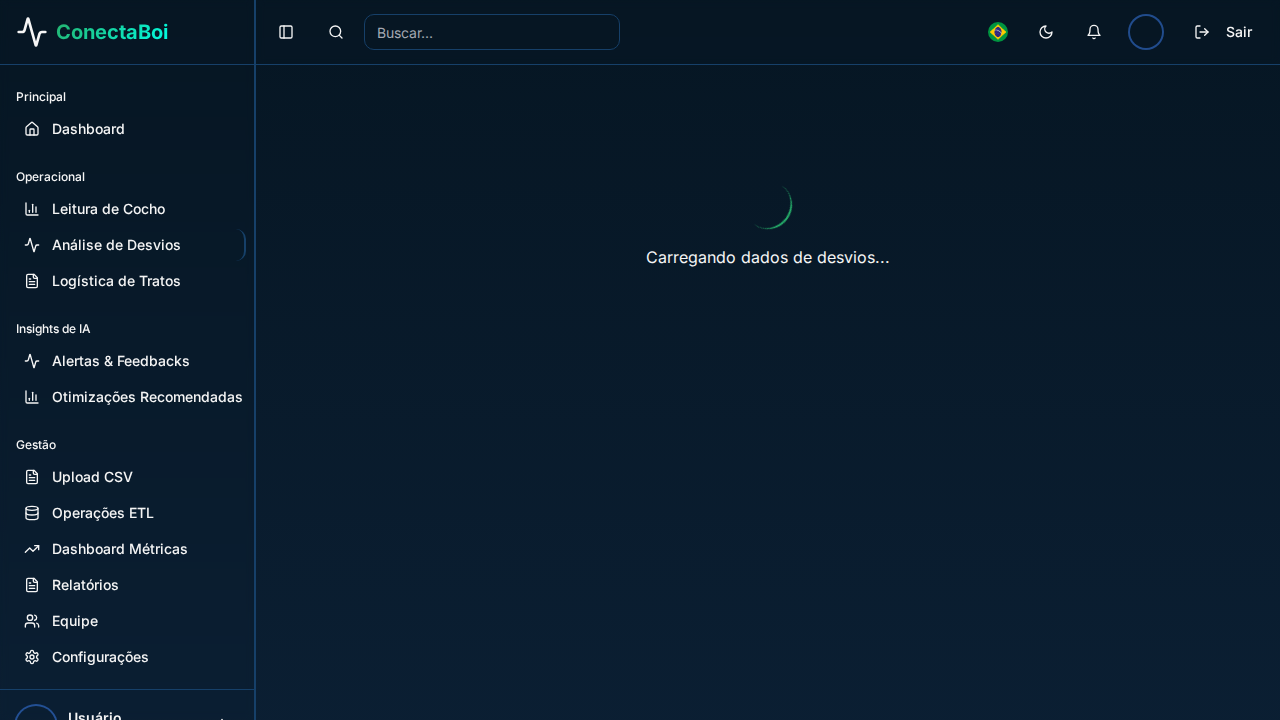 ConectaBoi
Buscar...
Sair
Principal
Dashboard
Operacional
Leitura de Cocho
Análise de Desvios
Logística de Tratos
Insights de IA
Alertas & Feedbacks
Otimizações Recomendadas
Gestão
Upload CSV
Operações ETL
Dashboard Métricas
Relatórios
Equipe
Configurações
Usuário
Carregando dados de desvios...